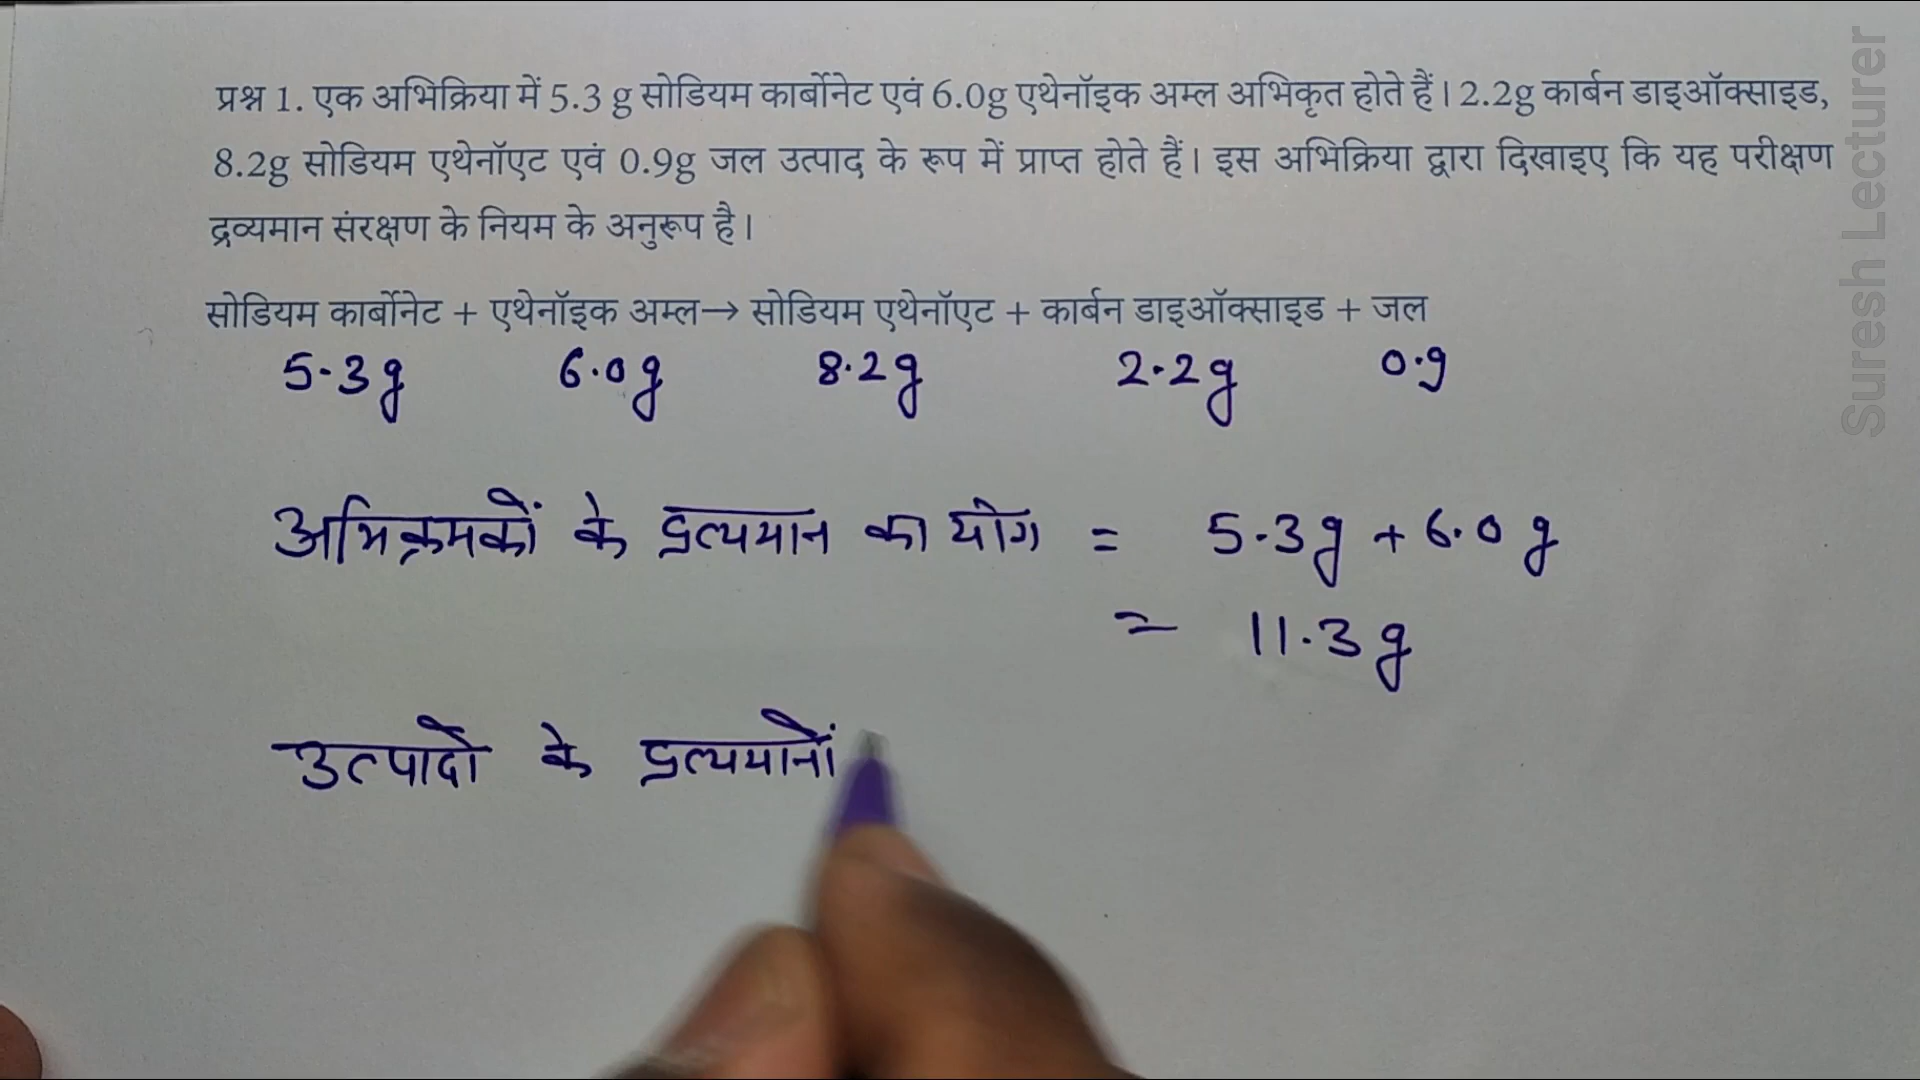 प्रश्न 1. एक अभिक्रिया में 5.3 g सोडियम कार्बोनेट एवं 6.0g एथेनॉइक अम्ल अभिकृत होते हैं। 2.2g कार्बन डाइऑक्साइड,
8.2g सोडियम एथेनॉएट एवं 0.9g जल उत्पाद के रूप में प्राप्त होते हैं। इस अभिक्रिया द्वारा दिखाइए कि यह परीक्षण
द्रव्यमान संरक्षण के नियम के अनुरूप है।
सोडियम कार्बोनेट + एथेनॉइक अम्ल→ सोडियम एथेनॉएट + कार्बन डाइऑक्साइड + जल
5.3g 6.0g 8.2g 2.2g 0.9
अभिक्रमकों के द्रव्यमान का योग = 5.3g + 6.0 g
= 11.3 g
उत्पादो के द्रव्यमानों
Suresh Lecturer